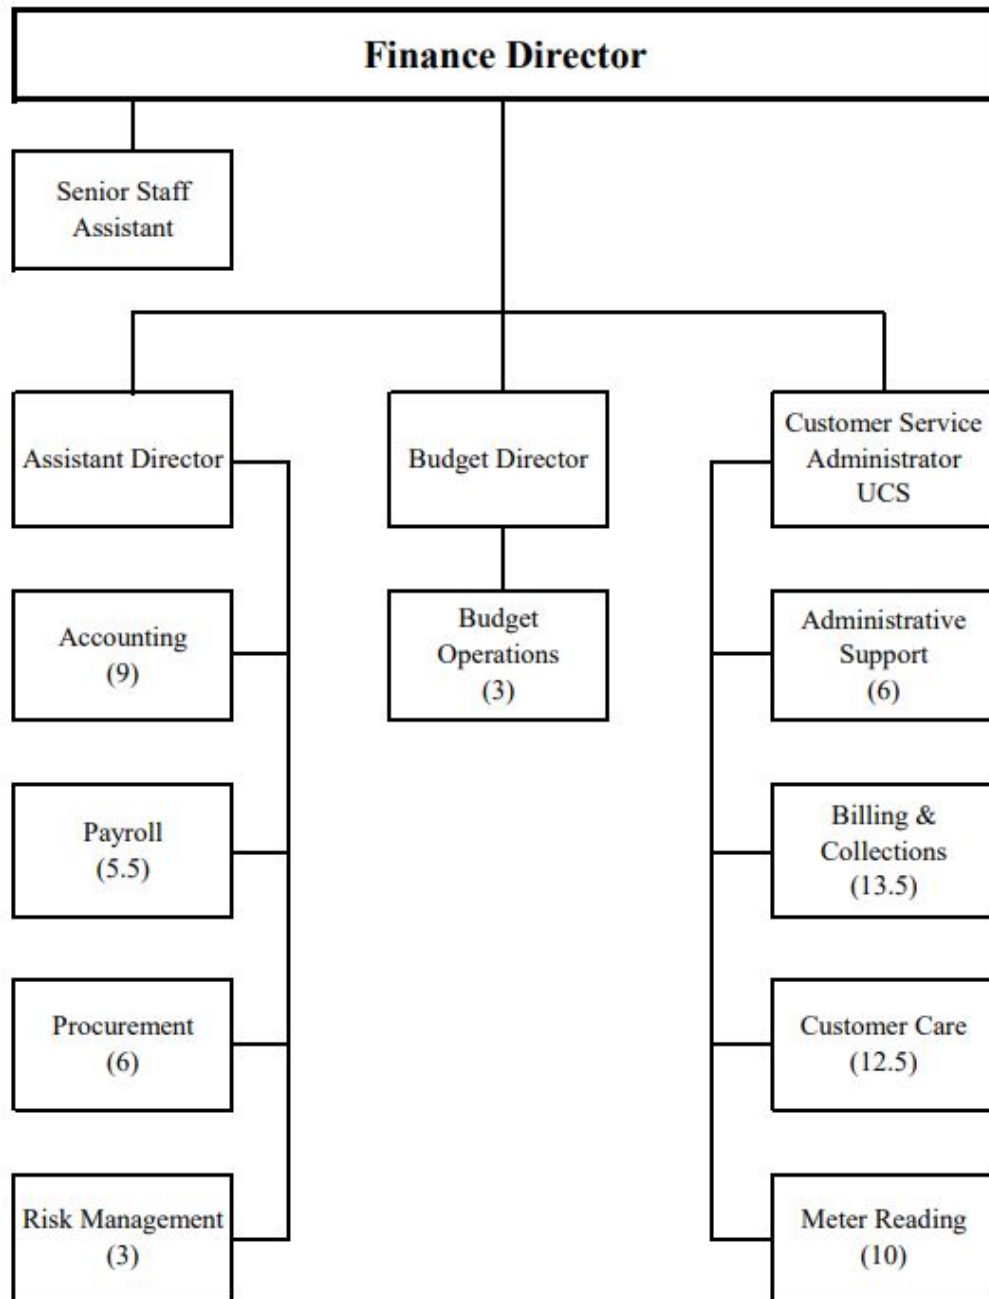 Finance Director
Senior Staff
Assistant
Assistant Director
Budget Director
Customer Service
Administrator
UCS
Accounting
(9)
Budget
Operations
(3)
Administrative
Support
(6)
Payroll
(5.5)
Billing &
Collections
(13.5)
Procurement
(6)
Customer Care
(12.5)
Risk Management
(3)
Meter Reading
(10)